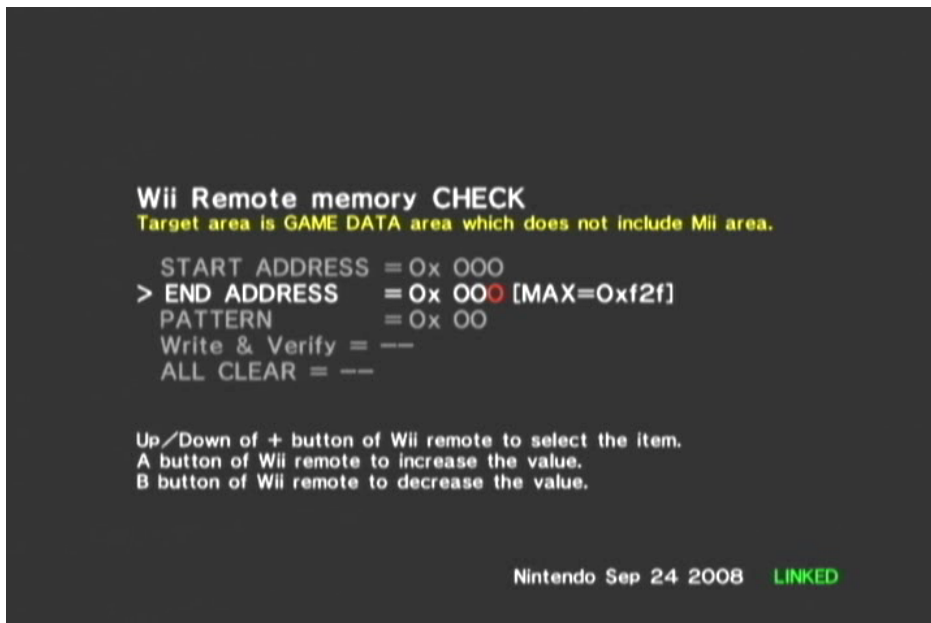 Wii Remote memory CHECK
Target area is GAME DATA area which does not include Mii area.
START ADDRESS = 0x 000
> END ADDRESS = 0x 000 [MAX=0xf2f]
PATTERN = 0x 00
Write & Verify = --
ALL CLEAR = --
Up/Down of + button of Wii remote to select the item.
A button of Wii remote to increase the value.
B button of Wii remote to decrease the value.
Nintendo Sep 24 2008 LINKED